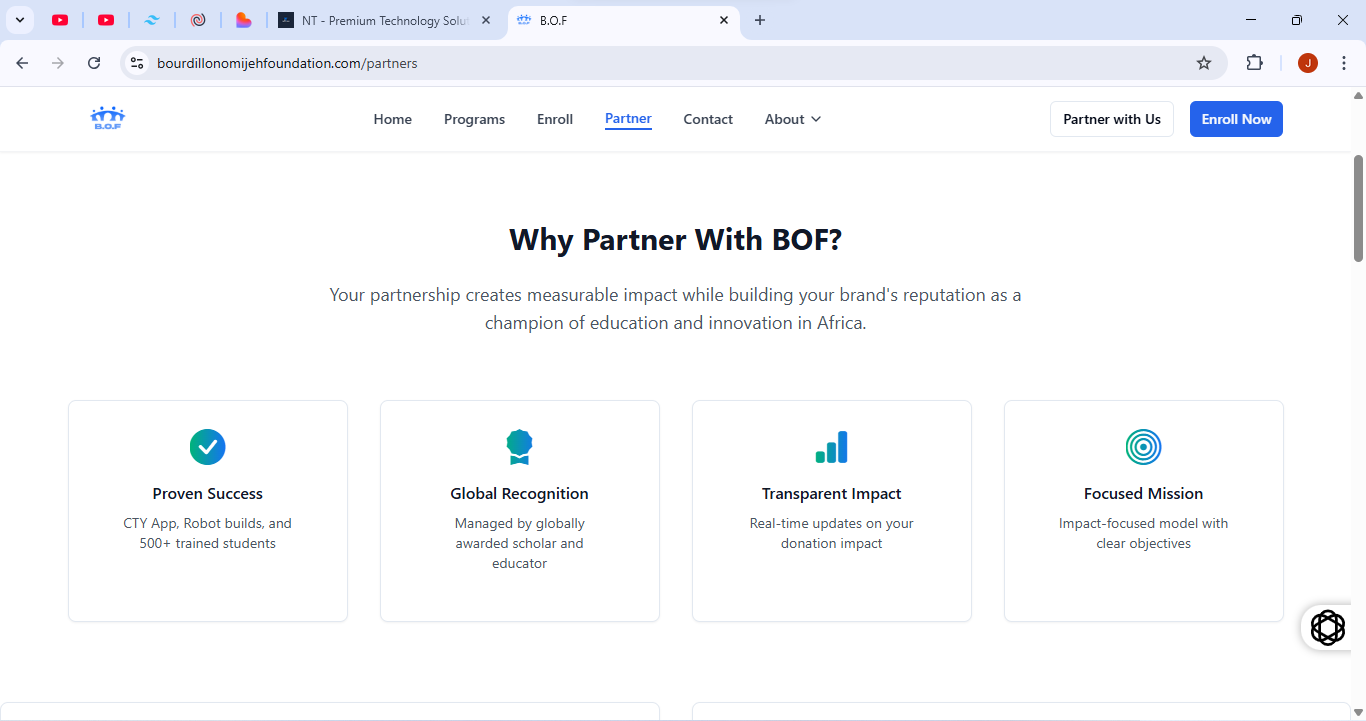 NT - Premium Technology Solut
B.O.F
bourdillonomijehfoundation.com/partners
J
B.O.F
Home
Programs
Enroll
Partner
Contact
About
Partner with Us
Enroll Now
Why Partner With BOF?
Your partnership creates measurable impact while building your brand's reputation as a
champion of education and innovation in Africa.
Proven Success
CTY App, Robot builds, and
500+ trained students
Global Recognition
Managed by globally
awarded scholar and
educator
Transparent Impact
Real-time updates on your
donation impact
Focused Mission
Impact-focused model with
clear objectives